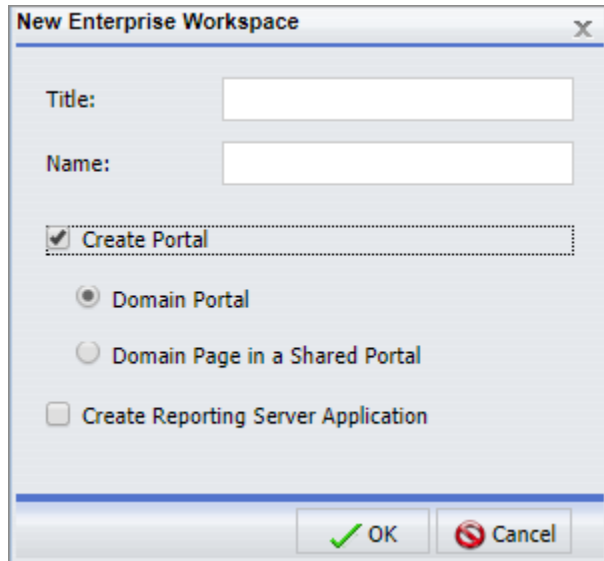 New Enterprise Workspace
Title:
Name:
Create Portal
Domain Portal
Domain Page in a Shared Portal
Create Reporting Server Application
OK Cancel